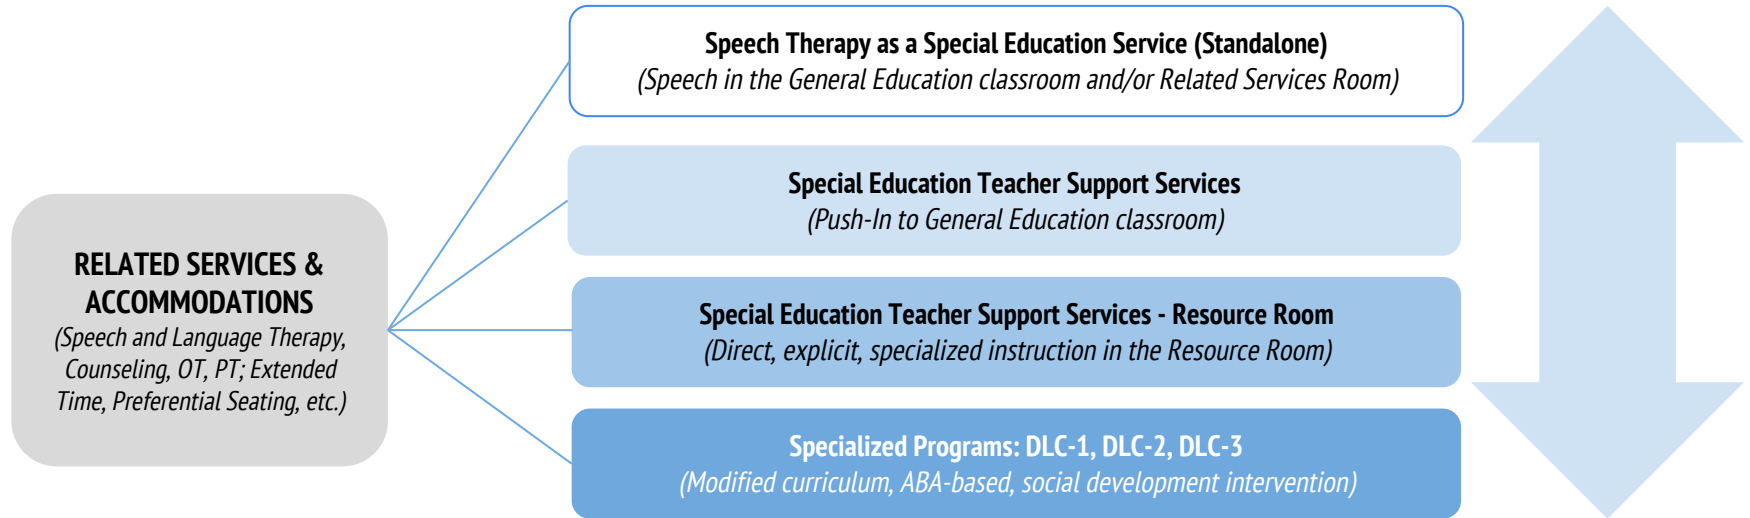 Speech Therapy as a Special Education Service (Standalone)
(Speech in the General Education classroom and/or Related Services Room)
Special Education Teacher Support Services
(Push-In to General Education classroom)
RELATED SERVICES &
ACCOMMODATIONS
(Speech and Language Therapy,
Counseling, OT, PT; Extended
Time, Preferential Seating, etc.)
Special Education Teacher Support Services - Resource Room
(Direct, explicit, specialized instruction in the Resource Room)
Specialized Programs: DLC-1, DLC-2, DLC-3
(Modified curriculum, ABA-based, social development intervention)